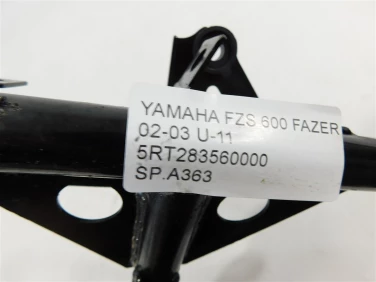 YAMAHA FZS 600 FAZER
02-03 U-11
5RT283560000
SP.A363